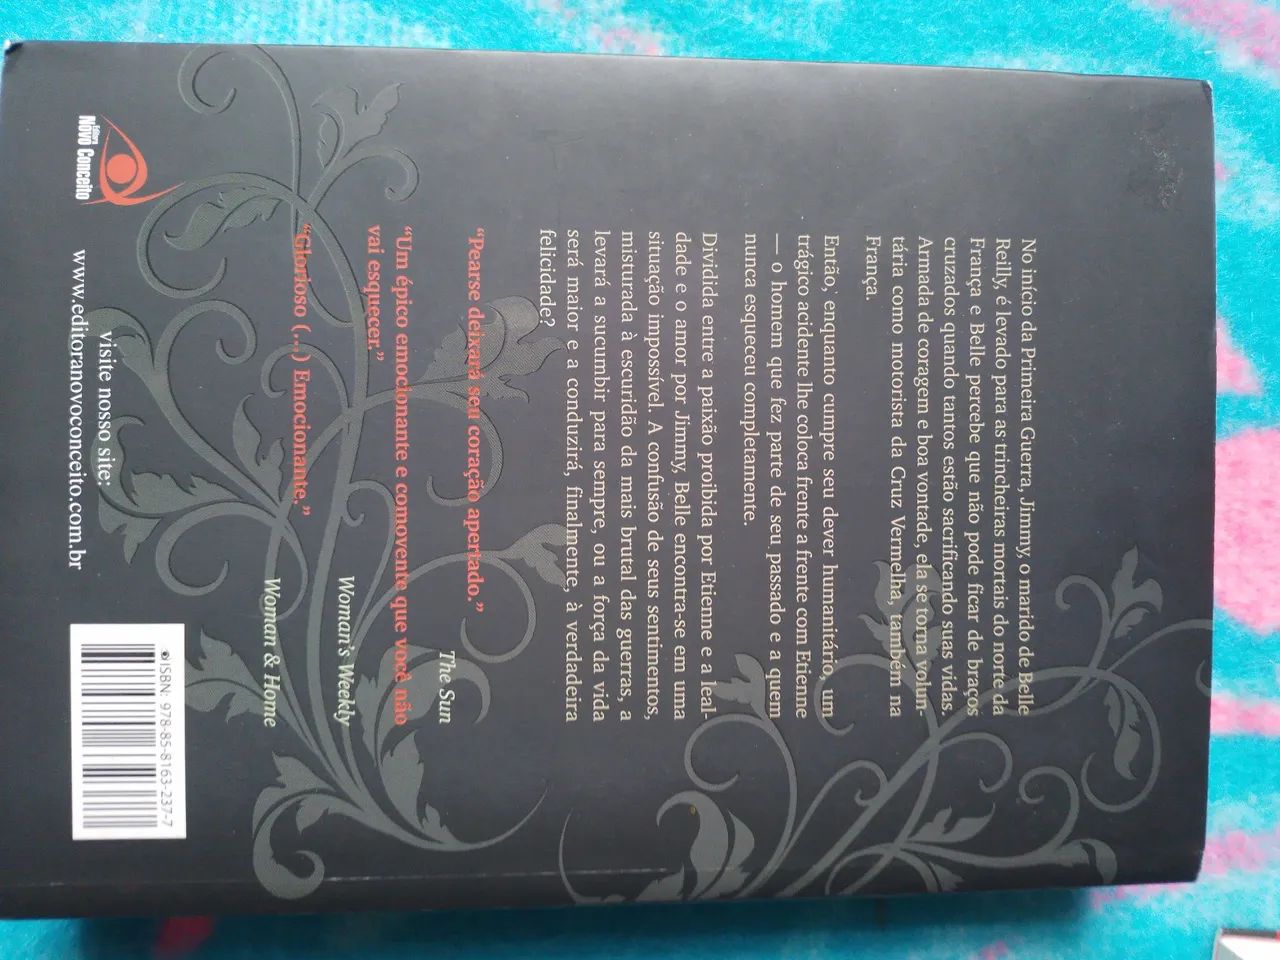 No início da Primeira Guerra, Jimmy, o marido de Belle
Reilly, é levado para as trincheiras mortais do norte da
França e Belle percebe que não pode ficar de braços
cruzados quando tantos estão sacrificando suas vidas.
Armada de coragem e boa vontade, ela se torna volun-
tária como motorista da Cruz Vermelha, também na
França.
Então, enquanto cumpre seu dever humanitário, um
trágico acidente lhe coloca frente a frente com Etienne
— o homem que fez parte de seu passado e a quem
nunca esqueceu completamente.
Dividida entre a paixão proibida por Etienne e a leal-
dade e o amor por Jimmy, Belle encontra-se em uma
situação impossível. A confusão de seus sentimentos,
misturada à escuridão da mais brutal das guerras, a
levará a sucumbir para sempre, ou a força da vida
será maior e a conduzirá, finalmente, à verdadeira
felicidade?
“Pearse deixará seu coração apertado.”
The Sun
“Um épico emocionante e comovente que você não
vai esquecer.”
Woman's Weekly
“Glorioso (...) Emocionante.”
Woman & Home
Editora
Novo Conceito
visite nosso site:
www.editoranovoconceito.com.br
ISBN: 978-85-8163-237-7